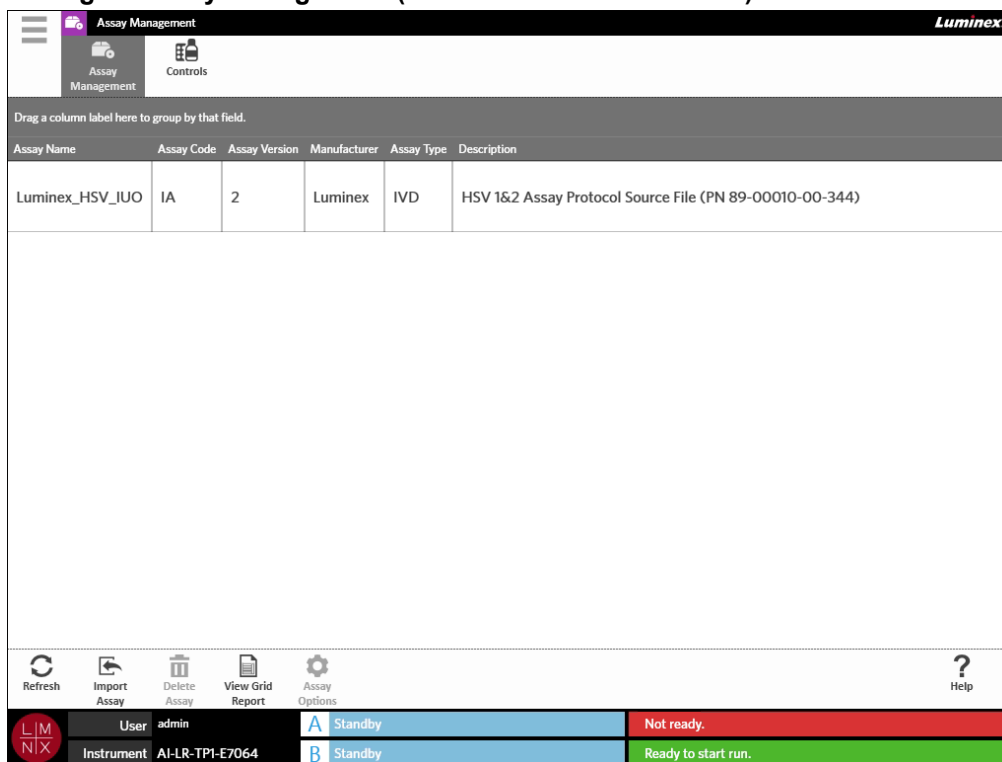 Assay Management
Luminex
Assay
Management
Controls
Drag a column label here to group by that field.
Assay Name Assay Code Assay Version Manufacturer Assay Type Description
Luminex_HSV_IUO IA 2 Luminex IVD HSV 1&2 Assay Protocol Source File (PN 89-00010-00-344)
Refresh
Import
Assay
Delete
Assay
View Grid
Report
Assay
Options
?
Help
L M
N X
User admin
A Standby
Not ready.
Instrument AI-LR-TP1-E7064
B Standby
Ready to start run.